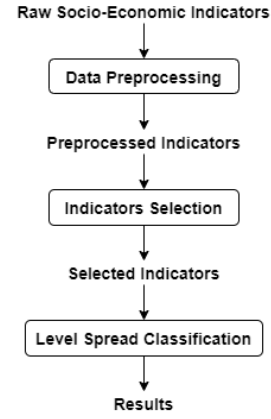 Raw Socio-Economic Indicators
Data Preprocessing
Preprocessed Indicators
Indicators Selection
Selected Indicators
Level Spread Classification
Results